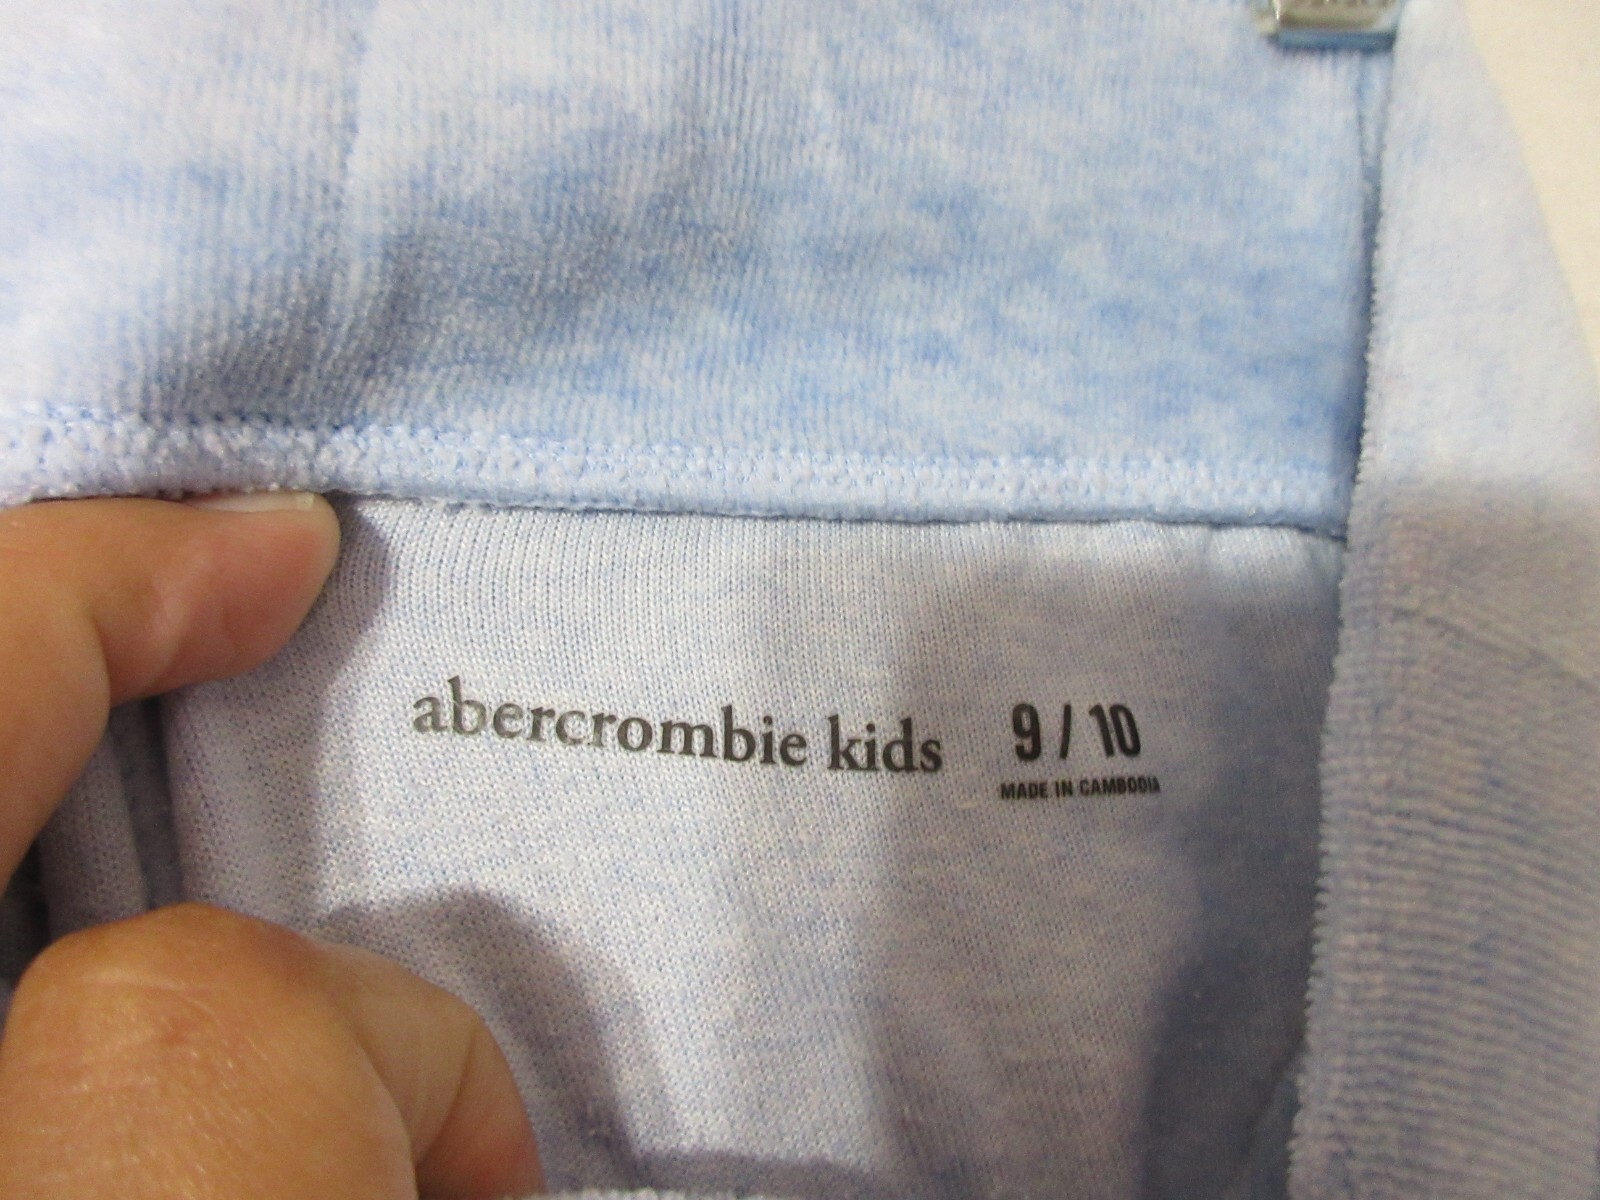 abercrombie kids 9 / 10
MADE IN CAMBODIA